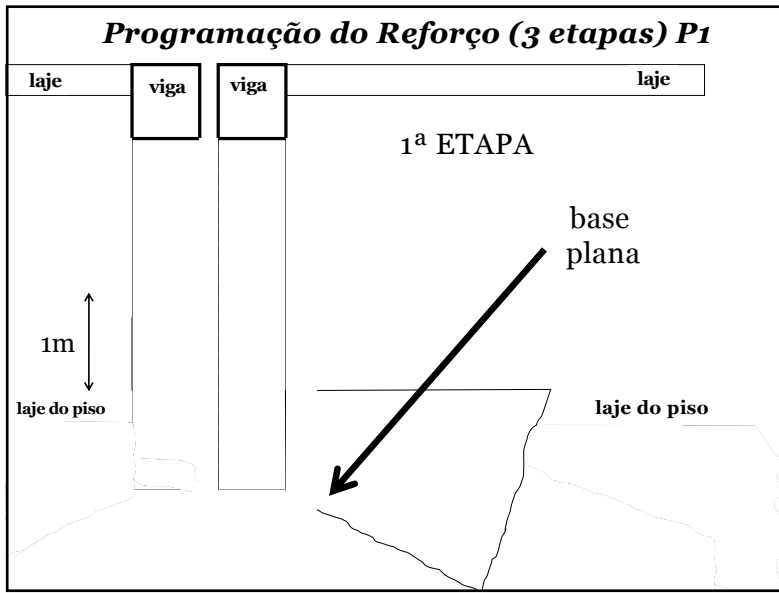 Programação do Reforço (3 etapas) P1
laje
viga
viga
laje
1ª ETAPA
base
plana
1m
laje do piso
laje do piso